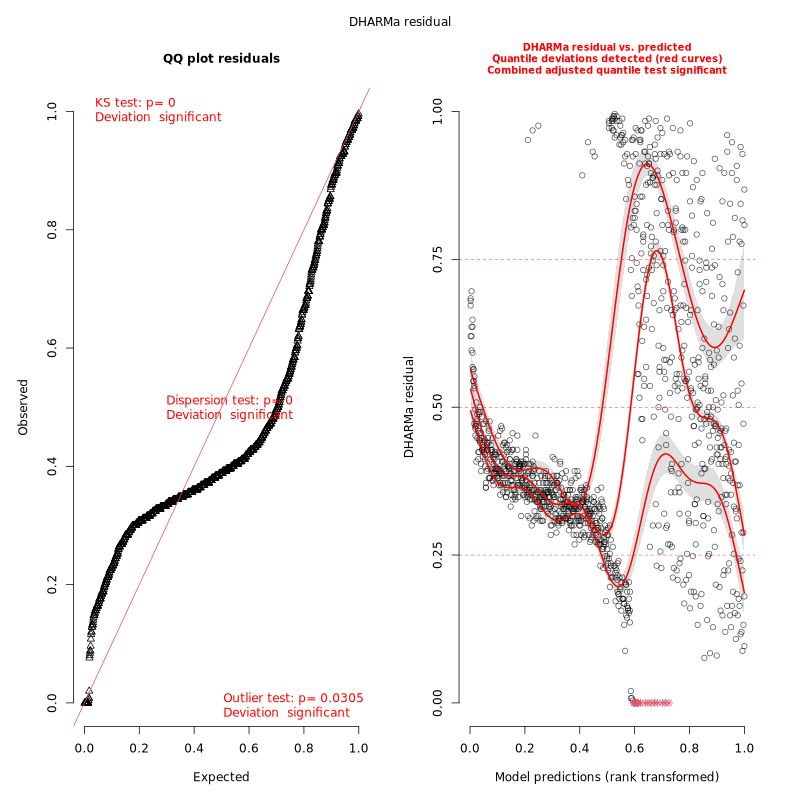 DHARMa residual
QQ plot residuals
KS test: p= 0
Deviation significant
Dispersion test: p= 0
Deviation significant
Outlier test: p= 0.0305
Deviation significant
Observed
0.0
0.2
0.4
0.6
0.8
1.0
0.0
0.2
0.4
0.6
0.8
1.0
Expected
DHARMa residual vs. predicted
Quantile deviations detected (red curves)
Combined adjusted quantile test significant
DHARMa residual
0.00
0.25
0.50
0.75
1.00
0.0
0.2
0.4
0.6
0.8
1.0
Model predictions (rank transformed)